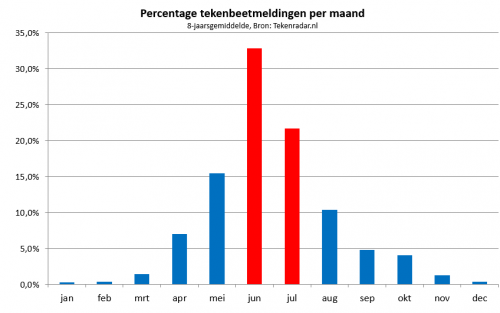 Percentage tekenbeetmeldingen per maand
8-jaarsgemiddelde, Bron: Tekenradar.nl
35,0%
30,0%
25,0%
20,0%
15,0%
10,0%
5,0%
0,0%
jan feb mrt apr mei jun jul aug sep okt nov dec